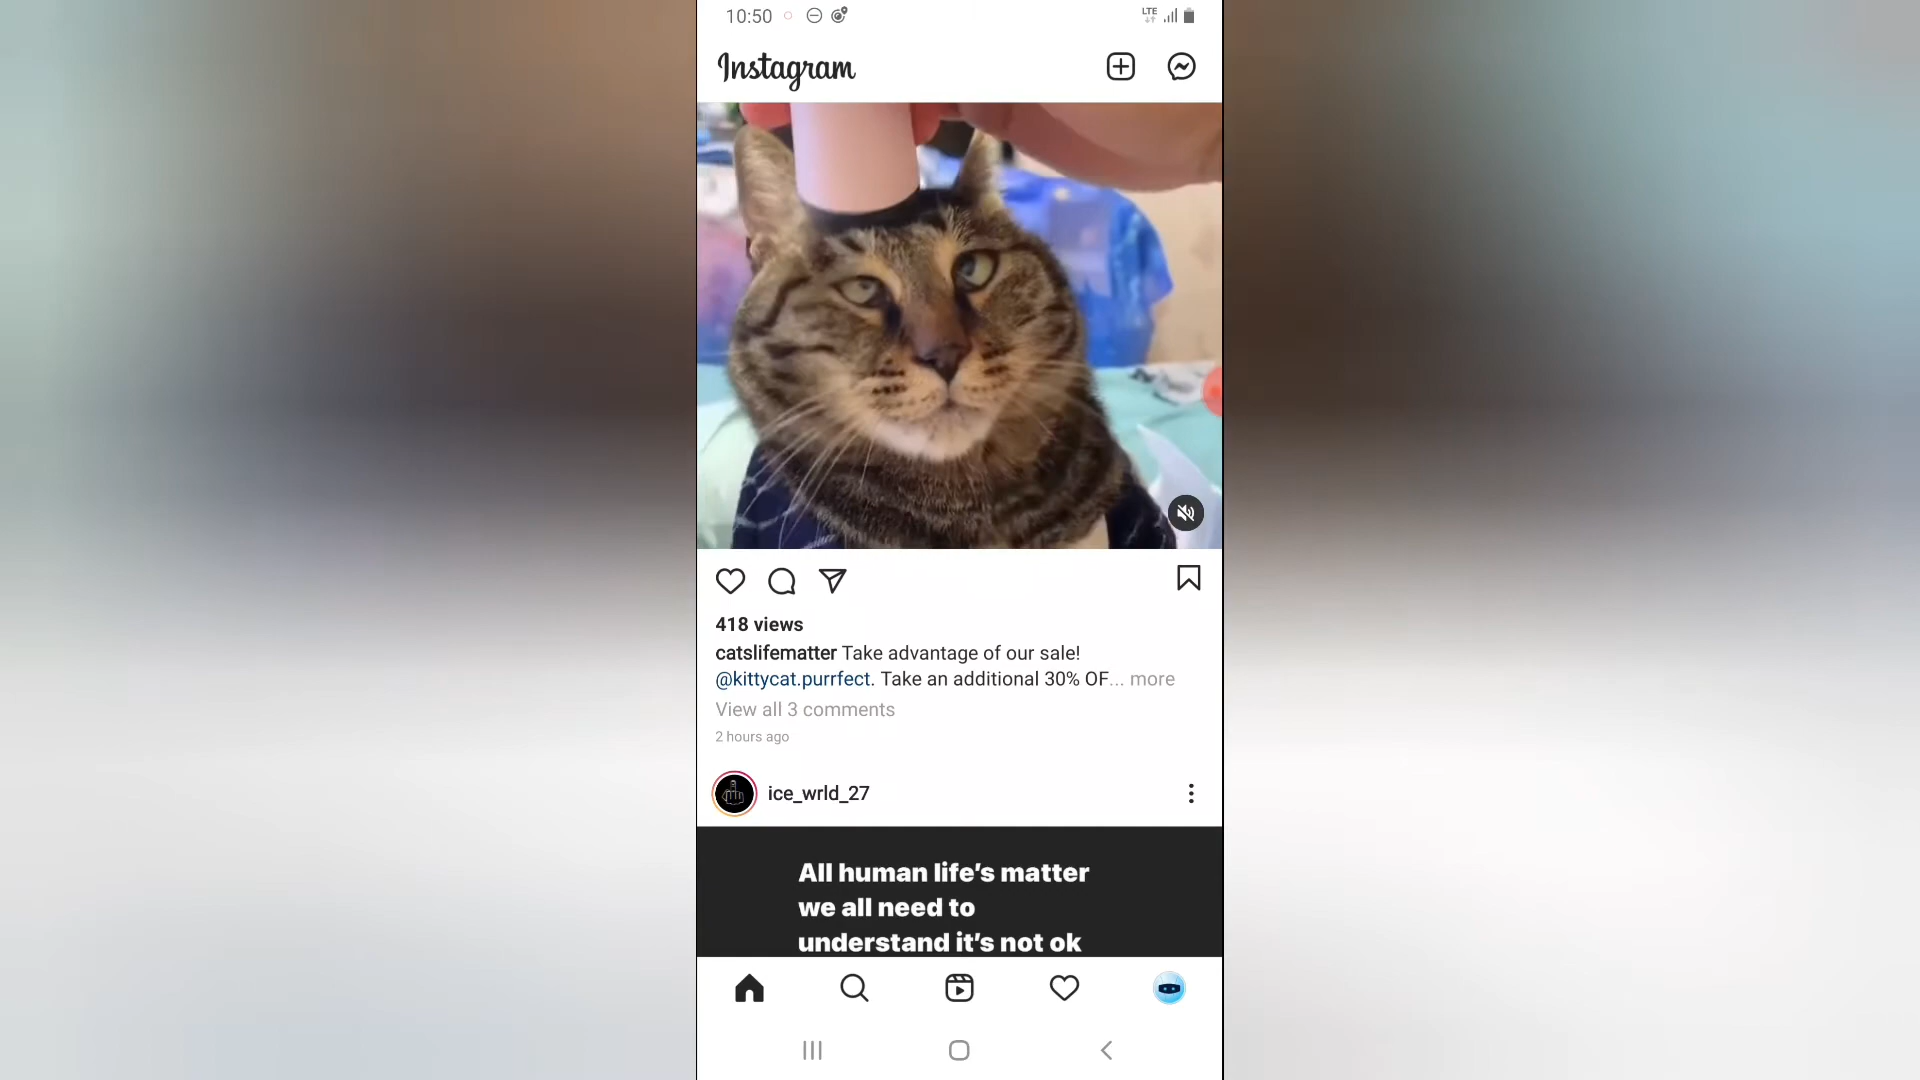 10:50
LTE
Instagram
418 views
catslifematter Take advantage of our sale!
@kittycat.purrfect. Take an additional 30% OF... more
View all 3 comments
2 hours ago
ice_wrld_27
All human life's matter
we all need to
understand it's not ok